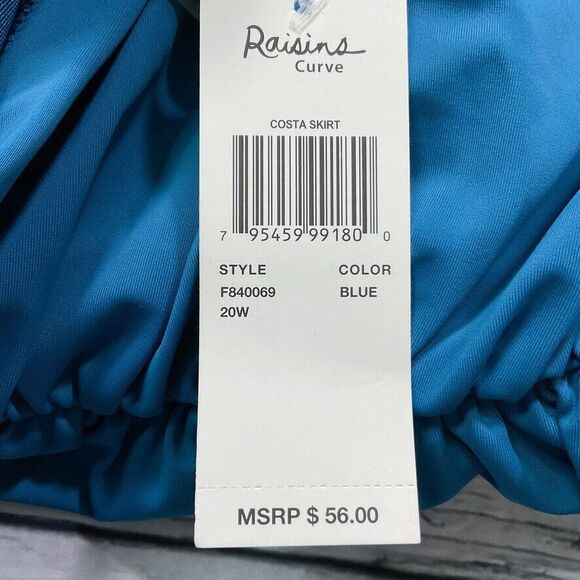 Raisins
Curve
COSTA SKIRT
7 95459 99180 0
STYLE COLOR
F840069 BLUE
20W
MSRP $ 56.00